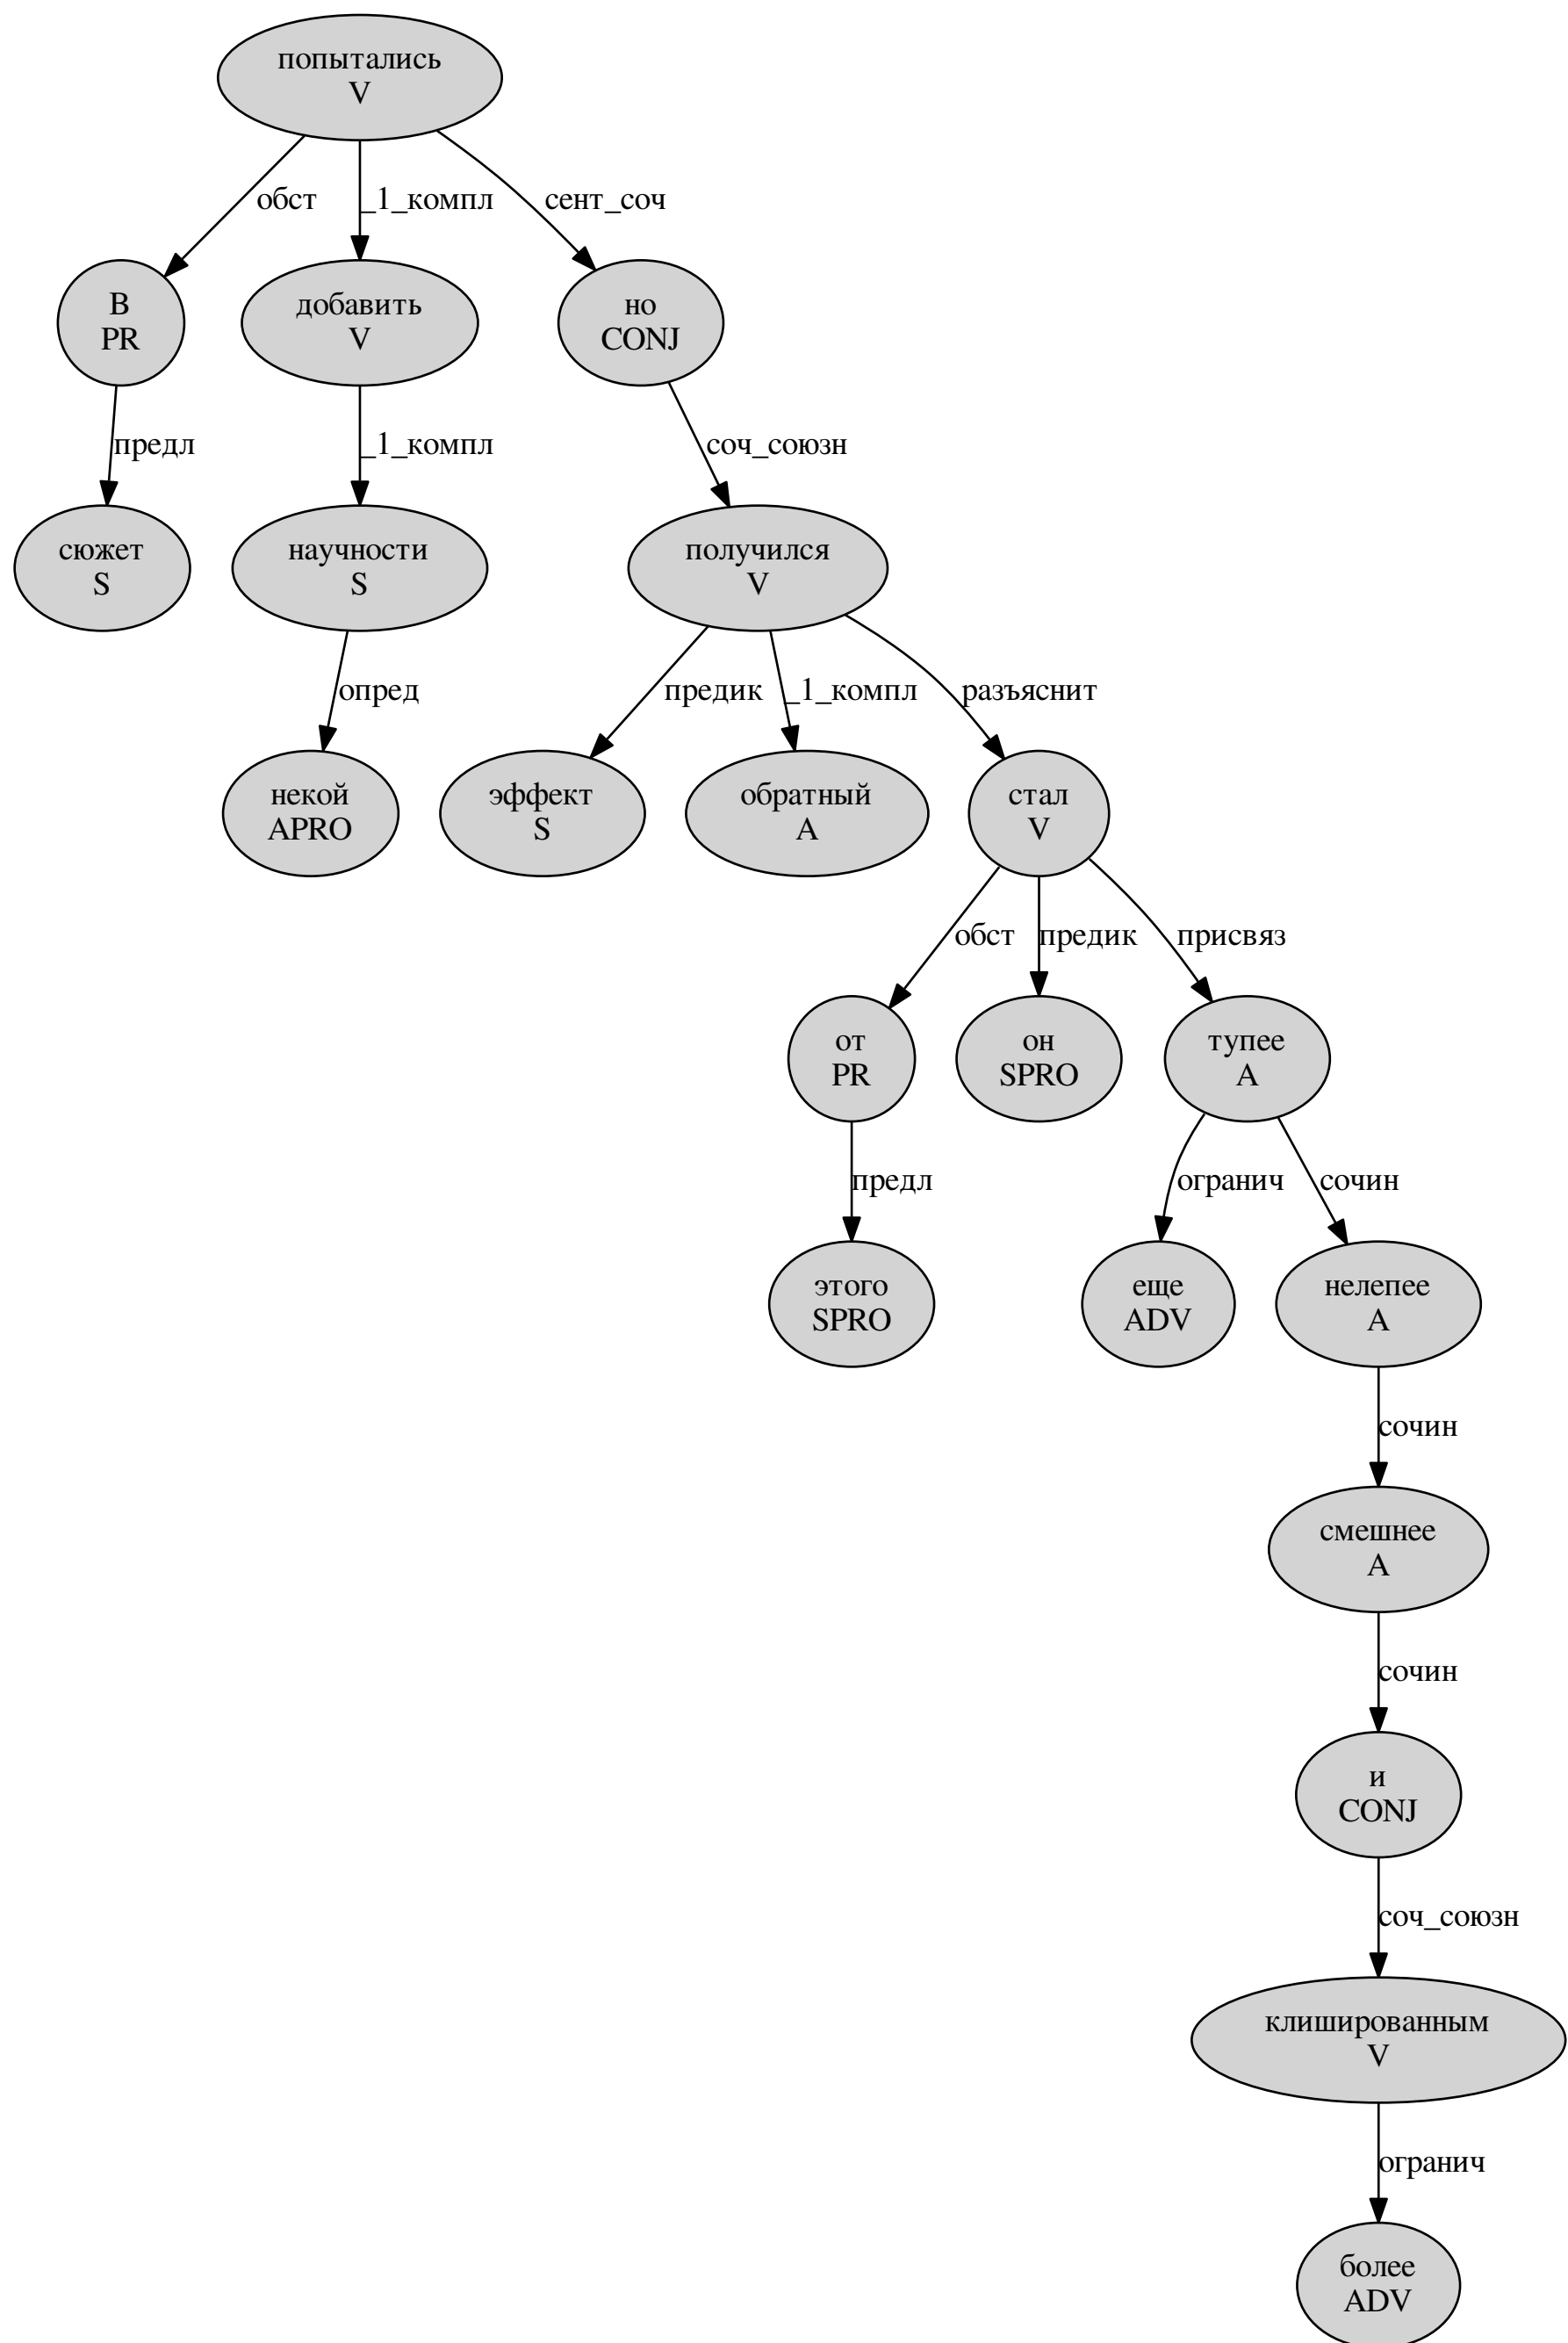 попытались
V
обст
_1_компл
сент_соч
В
PR
добавить
V
но
CONJ
предл
_1_компл
соч_союзн
сюжет
S
научности
S
получился
V
опред
предик
_1_компл
разъяснит
некой
APRO
эффект
S
обратный
A
стал
V
обст
предик
присвяз
от
PR
он
SPRO
тупее
A
предл
огранич
сочин
этого
SPRO
еще
ADV
нелепее
A
сочин
смешнее
A
сочин
и
CONJ
соч_союзн
клишированным
V
огранич
более
ADV